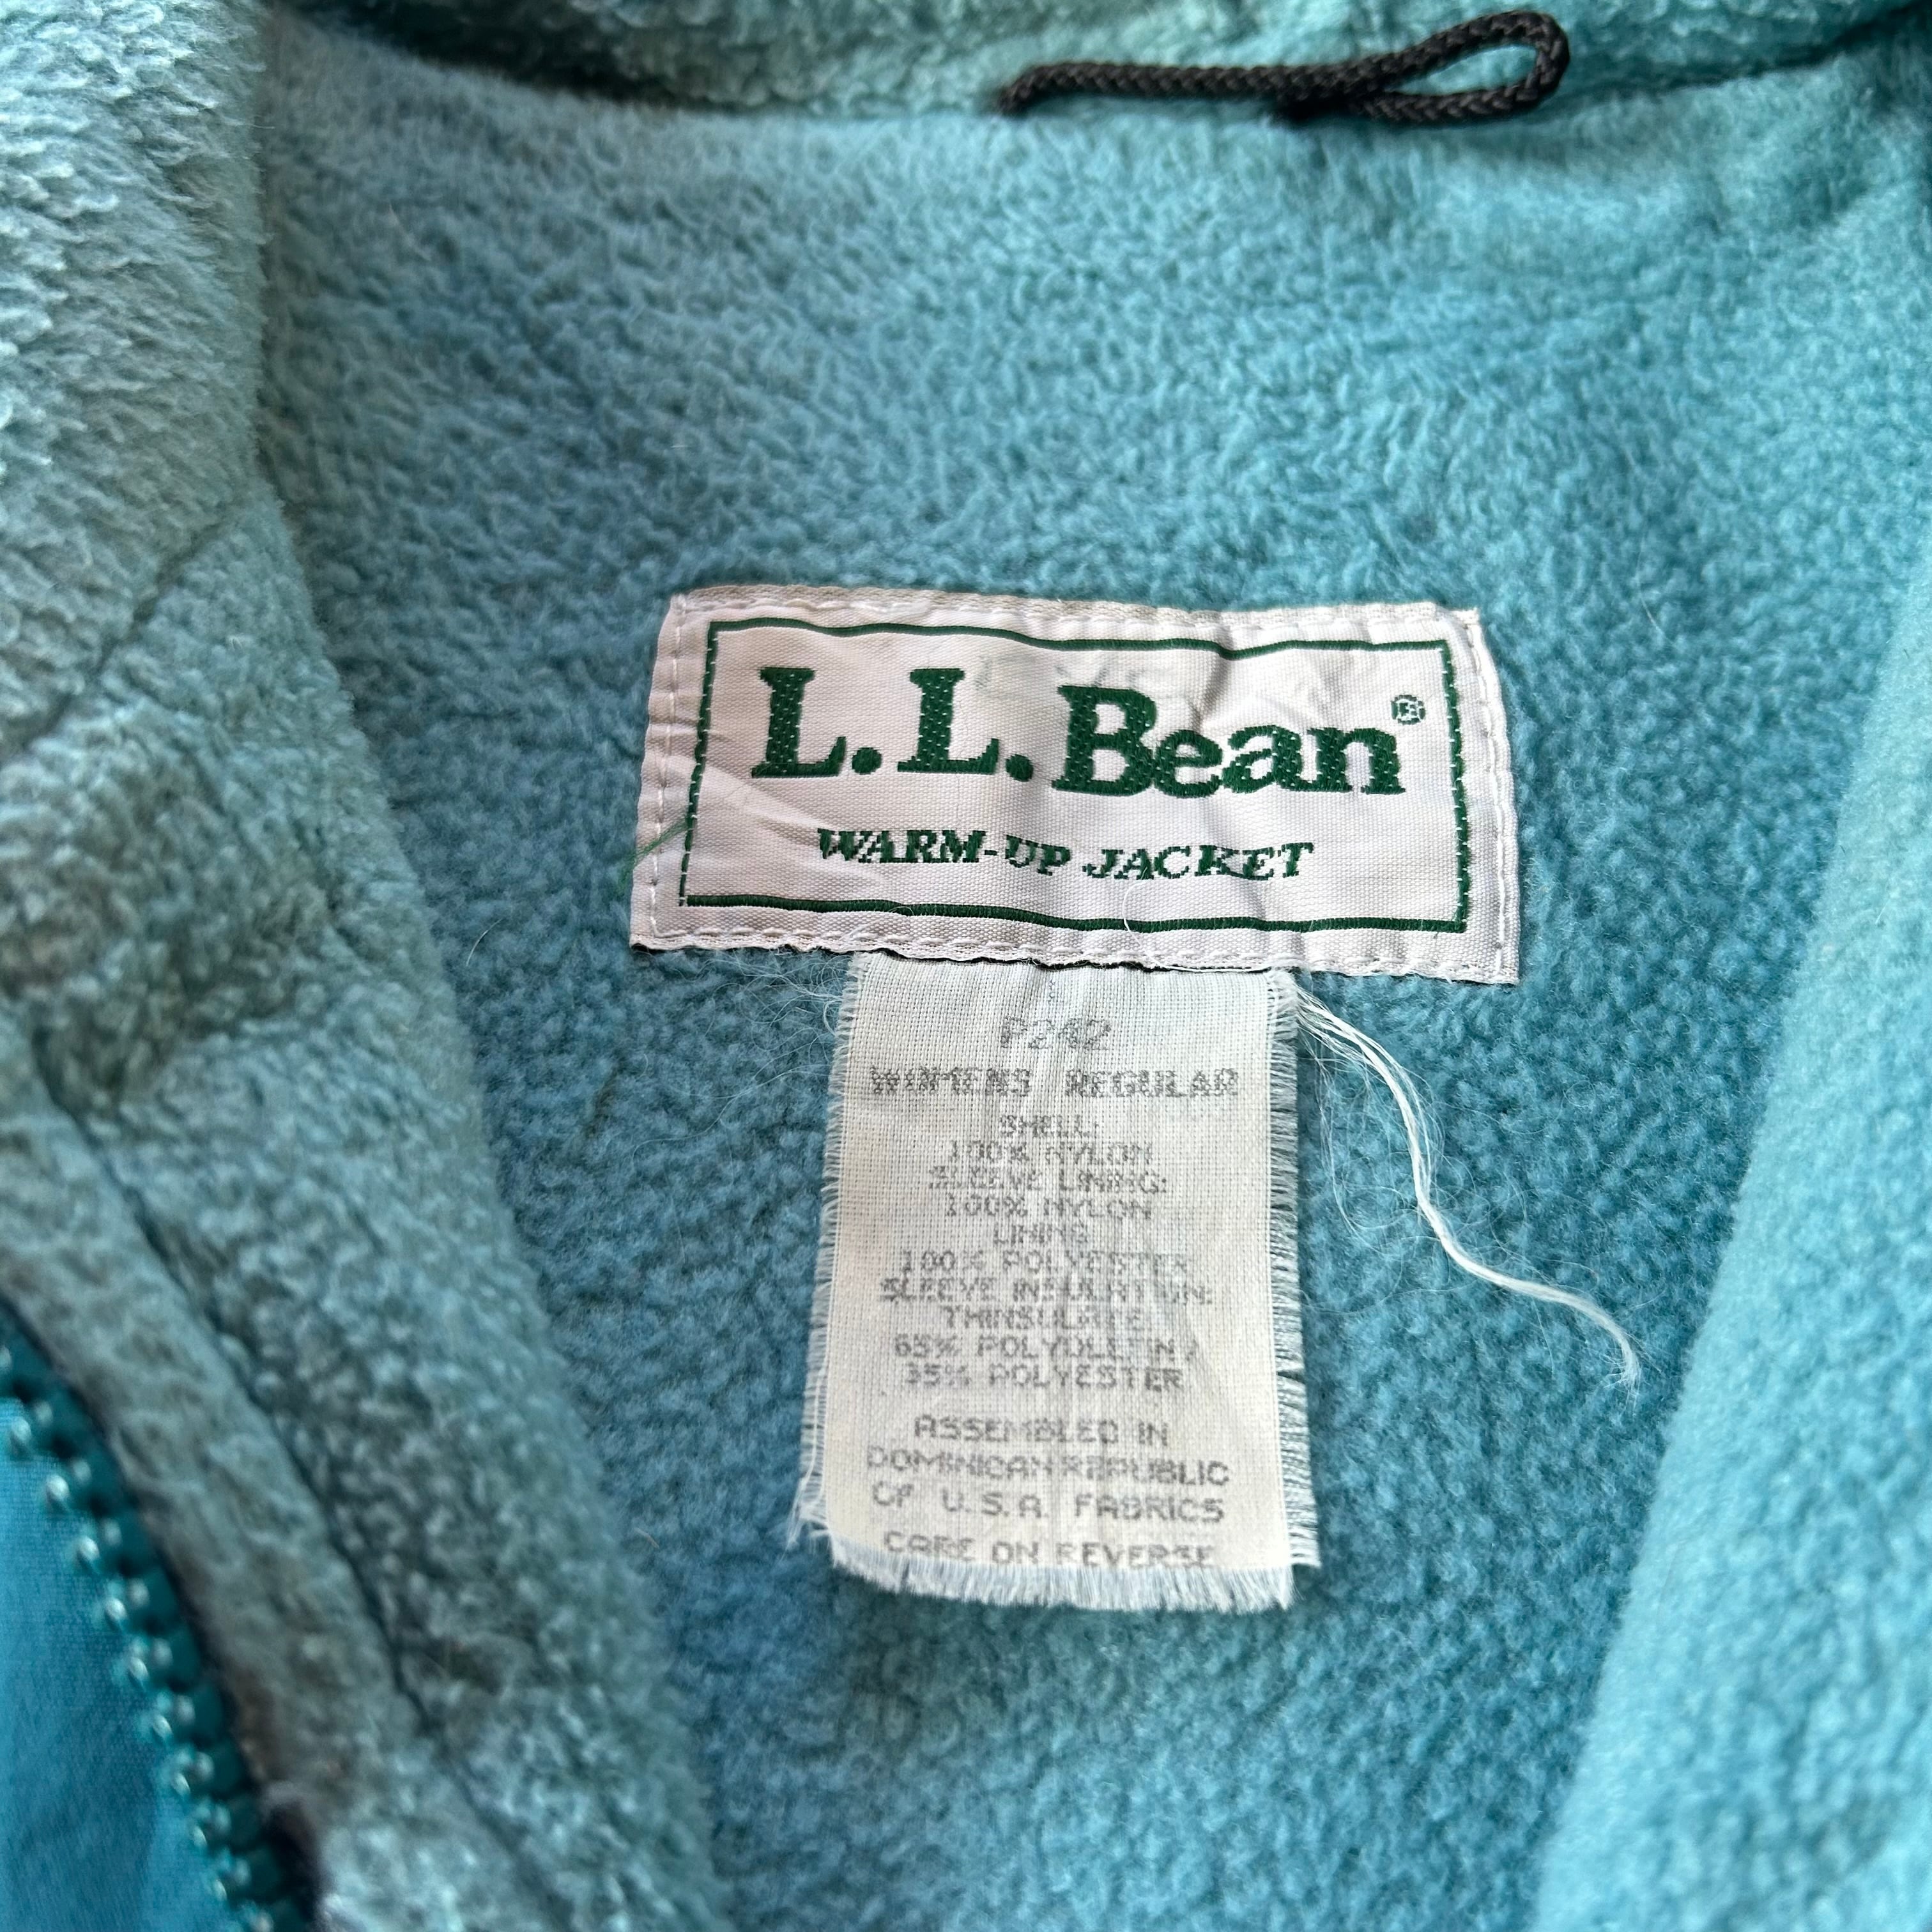 L.L.Bean®
WARM-UP JACKET
P242
WOMENS REGULAR
SHELL:
100% NYLON
SLEEVE LINING:
100% NYLON
LINING
100% POLYESTER
SLEEVE INSULATION:
THINSULATE
65% POLYOLEFIN /
35% POLYESTER
ASSEMBLED IN
DOMINICAN REPUBLIC
OF U.S.A. FABRICS
CARE ON REVERSE